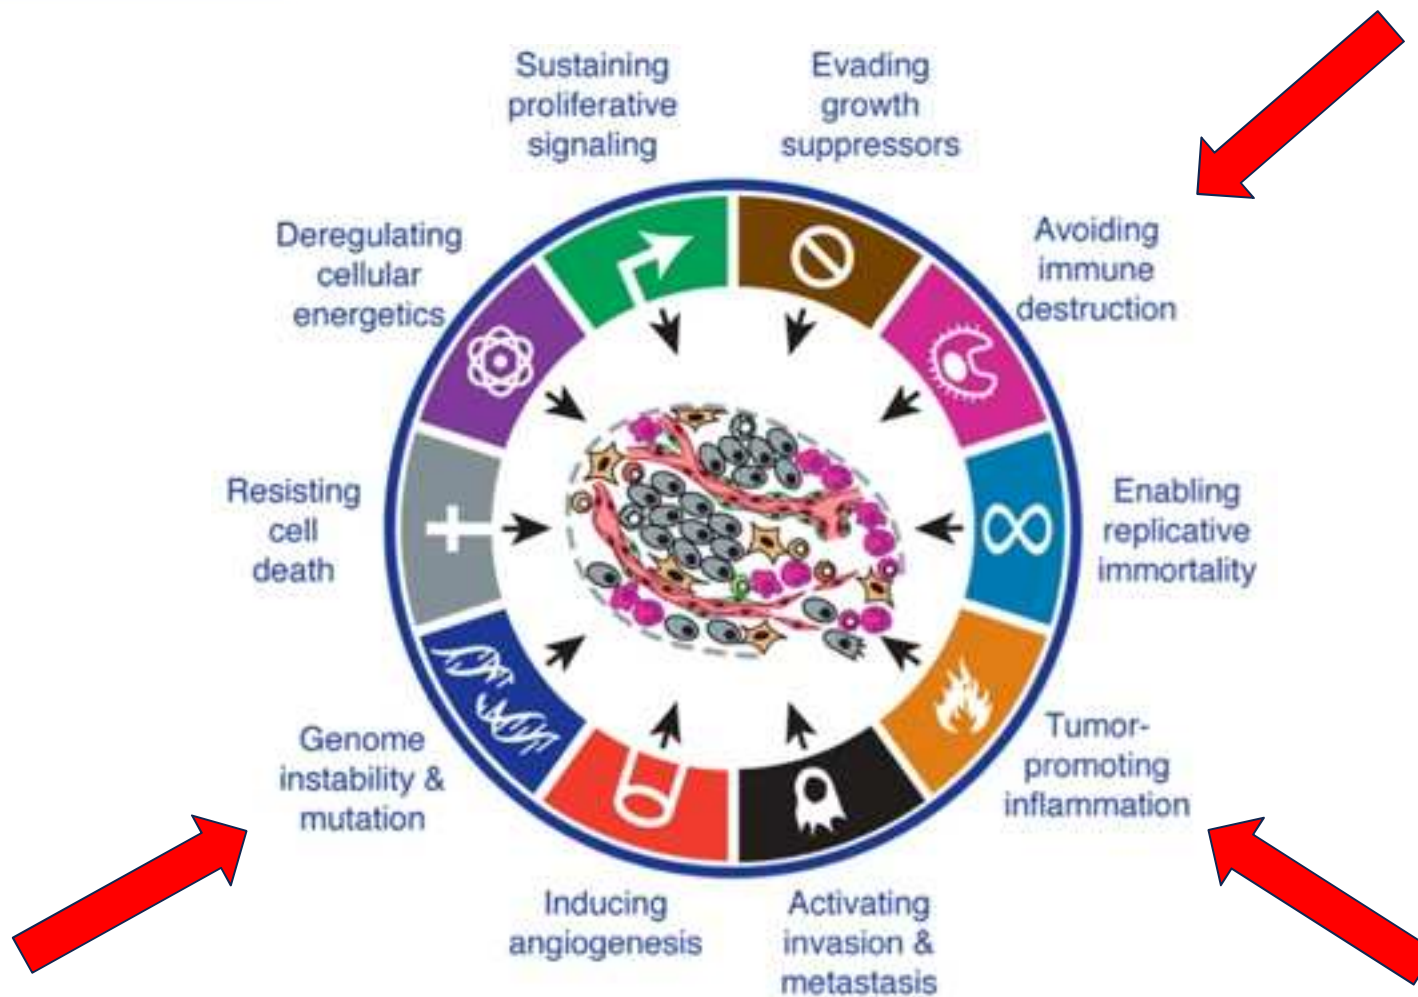 Sustaining
proliferative
signaling
Evading
growth
suppressors
Avoiding
immune
destruction
Enabling
replicative
immortality
Tumor-
promoting
inflammation
Activating
invasion &
metastasis
Inducing
angiogenesis
Genome
instability &
mutation
Resisting
cell
death
Deregulating
cellular
energetics